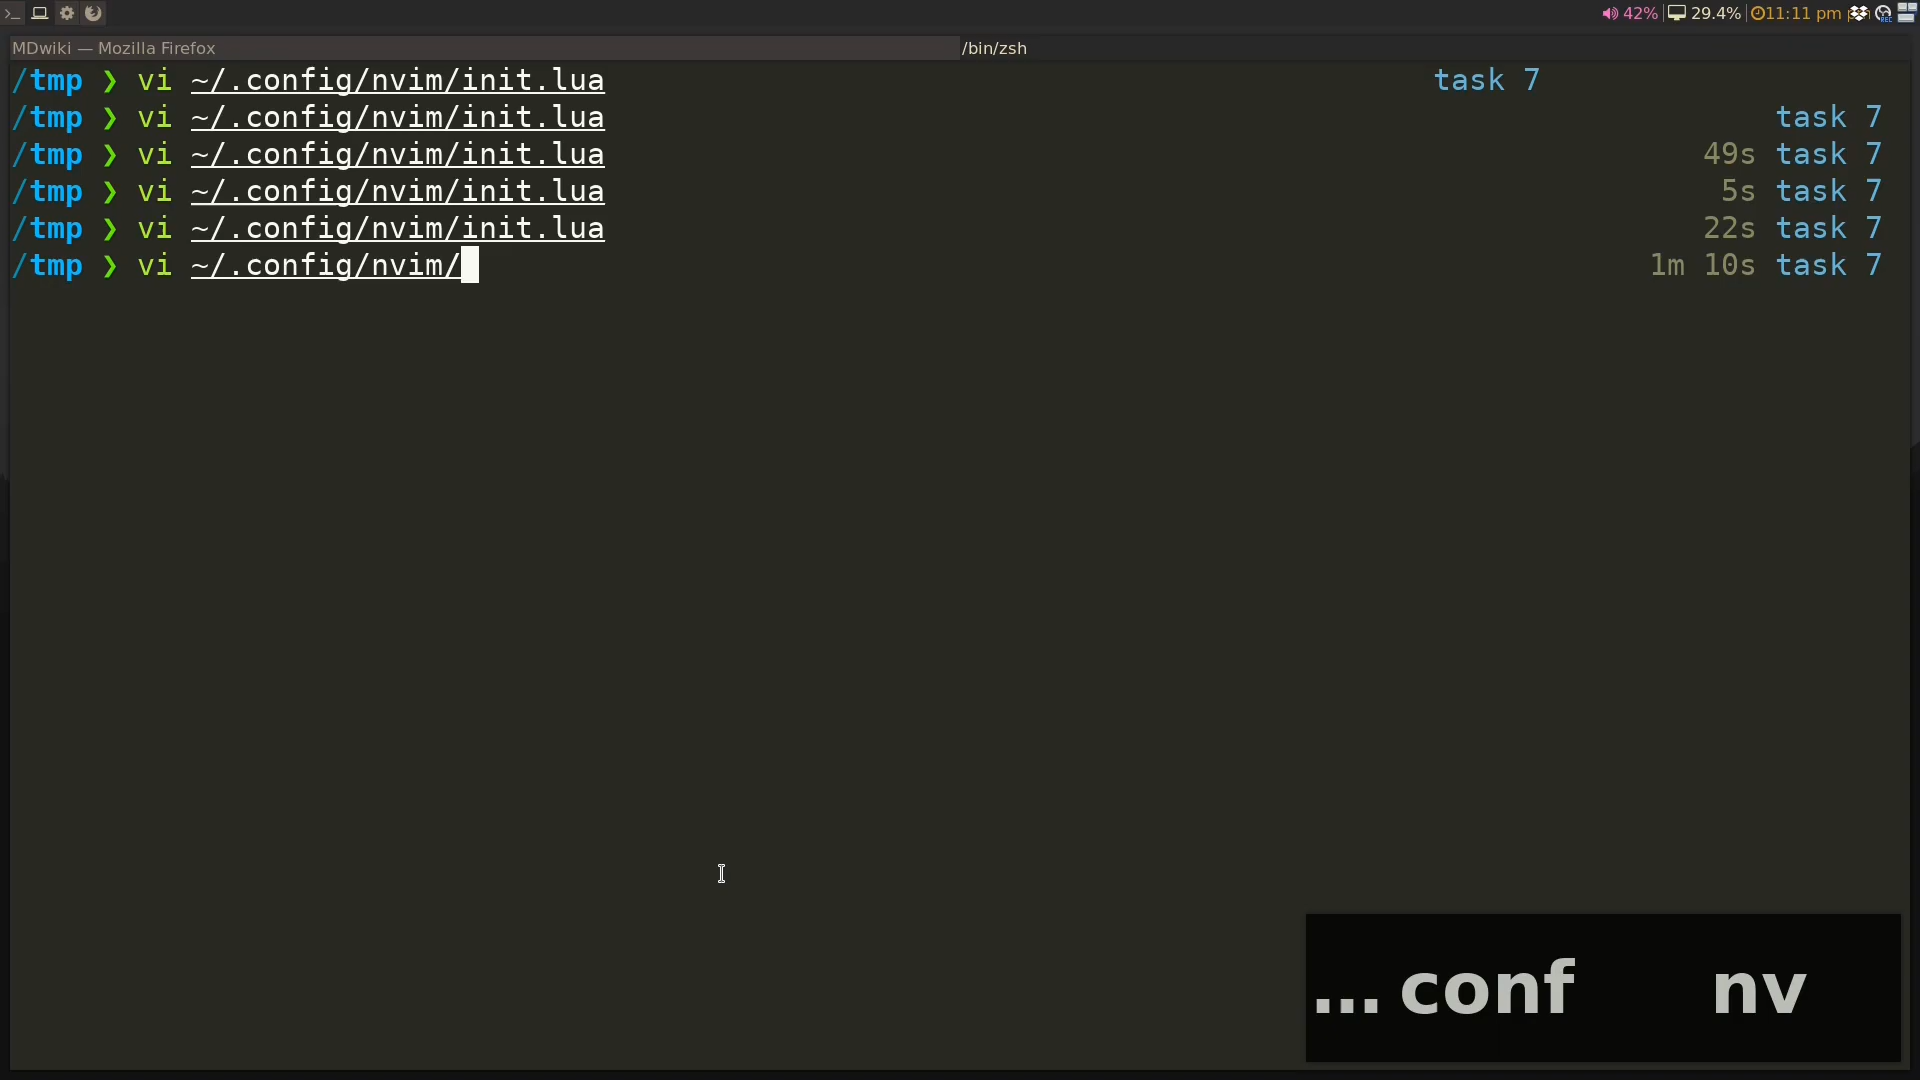 42% 29.4% 11:11 pm
MDwiki — Mozilla Firefox /bin/zsh
/tmp ❯ vi ~/.config/nvim/init.lua task 7
/tmp ❯ vi ~/.config/nvim/init.lua task 7
/tmp ❯ vi ~/.config/nvim/init.lua 49s task 7
/tmp ❯ vi ~/.config/nvim/init.lua 5s task 7
/tmp ❯ vi ~/.config/nvim/init.lua 22s task 7
/tmp ❯ vi ~/.config/nvim/ 1m 10s task 7
... conf nv